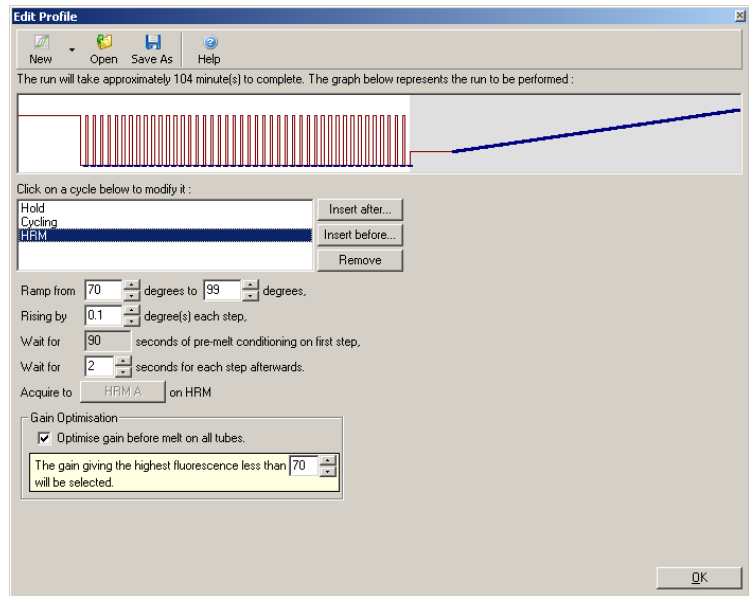 Edit Profile
New Open Save As Help
The run will take approximately 104 minute(s) to complete. The graph below represents the run to be performed :
Click on a cycle below to modify it :
Hold
Insert after...
Cycling
HRM
Insert before...
Remove
Ramp from 70 degrees to 99 degrees,
Rising by 0.1 degree(s) each step,
Wait for 90 seconds of pre-melt conditioning on first step,
Wait for 2 seconds for each step afterwards.
Acquire to HRM A on HRM
Gain Optimisation
Optimise gain before melt on all tubes.
The gain giving the highest fluorescence less than 70
will be selected.
OK